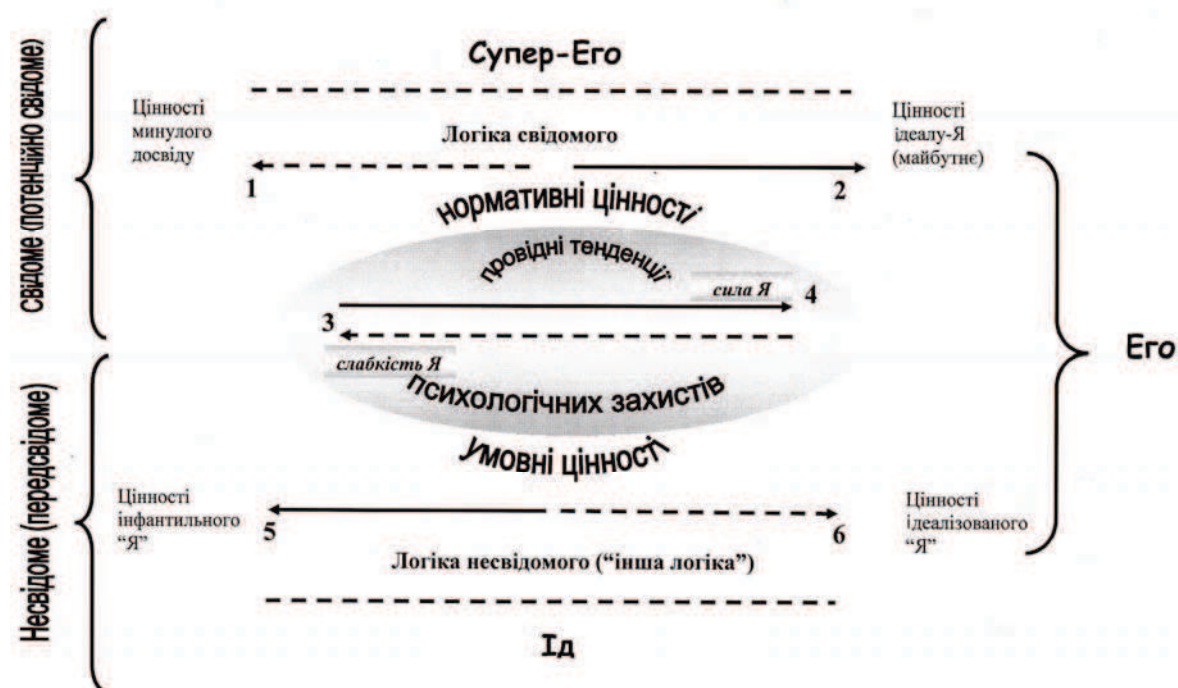 Свідоме (потенційно свідоме)
Супер-Его
Цінності
минулого
досвіду
Логіка свідомого
Цінності
ідеалу-Я
(майбутнє)
1
2
нормативні цінності
провідні тенденції
сила Я
4
3
слабкість Я
психологічних захистів
Его
Несвідоме (передсвідоме)
умовні цінності
Цінності
інфантильного
“Я”
5
6
Цінності
ідеалізованого
“Я”
Логіка несвідомого (“інша логіка”)
Ід